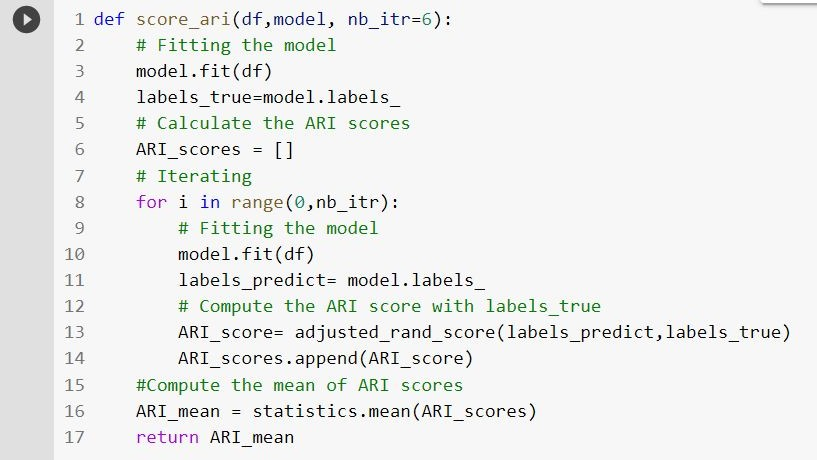 1 def score_ari(df,model, nb_itr=6):
2     # Fitting the model
3     model.fit(df)
4     labels_true=model.labels_
5     # Calculate the ARI scores
6     ARI_scores = []
7     # Iterating
8     for i in range(0,nb_itr):
9         # Fitting the model
10         model.fit(df)
11         labels_predict= model.labels_
12         # Compute the ARI score with labels_true
13         ARI_score= adjusted_rand_score(labels_predict,labels_true)
14         ARI_scores.append(ARI_score)
15     #Compute the mean of ARI scores
16     ARI_mean = statistics.mean(ARI_scores)
17     return ARI_mean